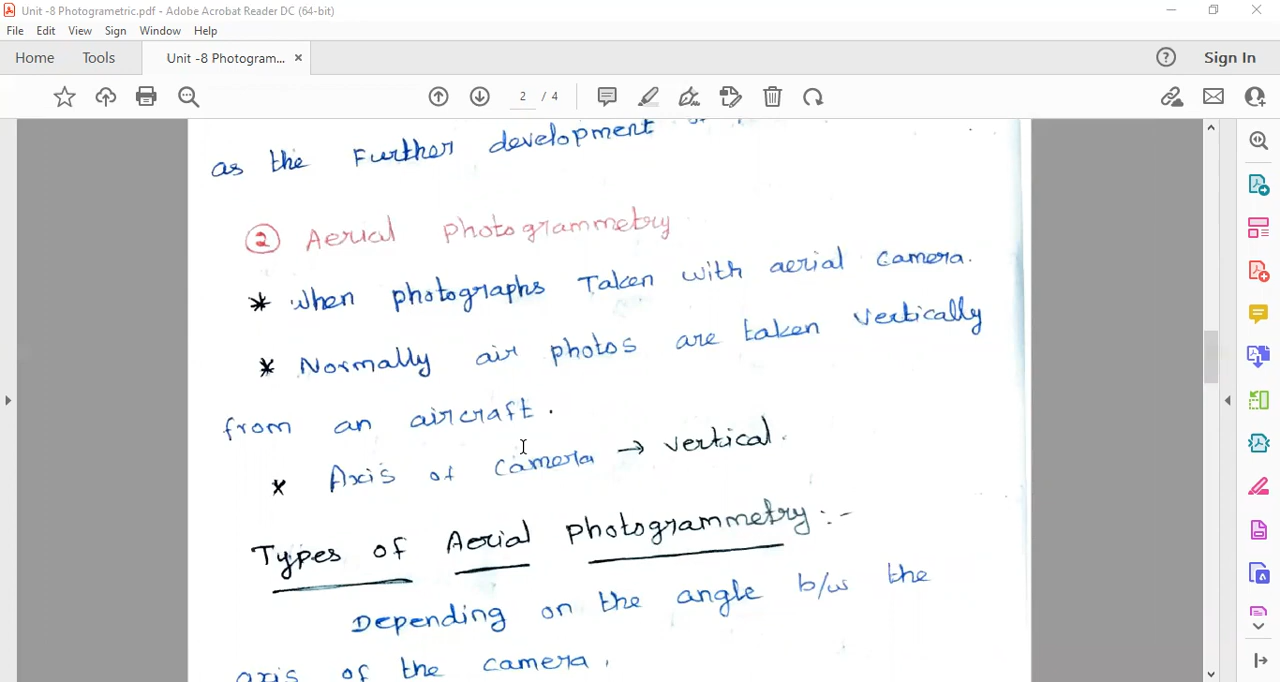 Unit -8 Photogrametric.pdf - Adobe Acrobat Reader DC (64-bit)
File Edit View Sign Window Help
Home Tools Unit -8 Photogram... × Sign In
2 / 4
as the Further development
② Aerial photogrammetry
* When photographs Taken with aerial camera.
* Normally air photos are taken vertically
from an aircraft.
* Axis of camera → vertical.
Types of Aerial photogrammetry :-
Depending on the angle b/w the
axis of the camera,